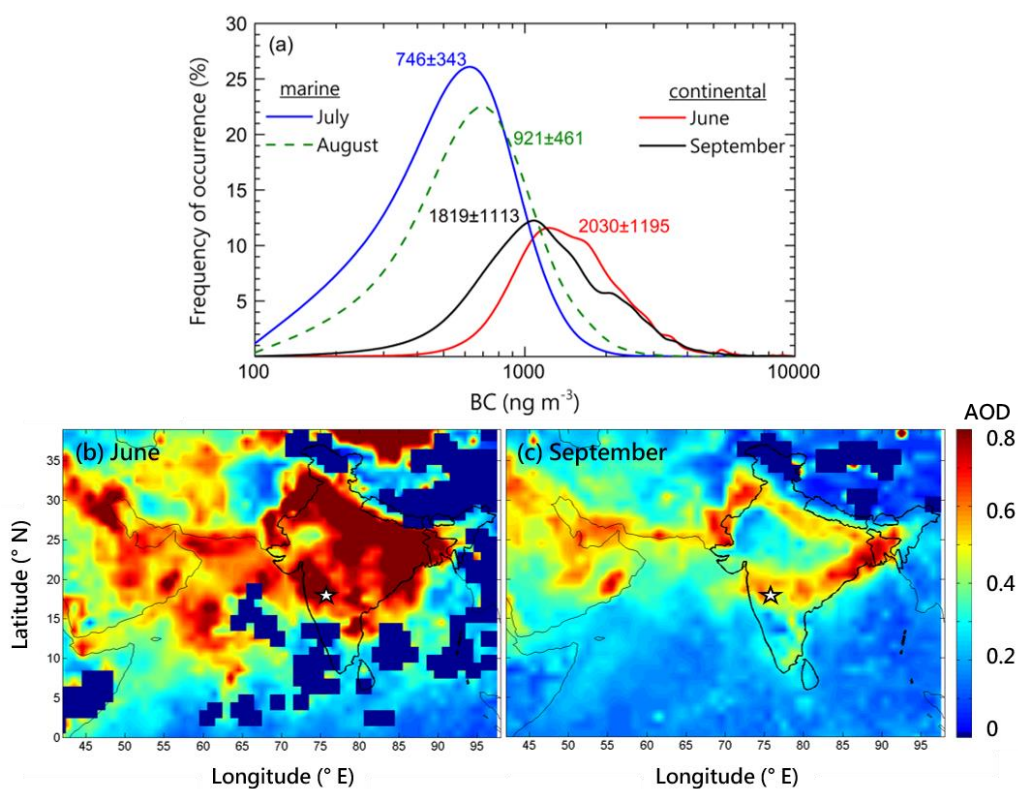 (a)
30
25
20
15
10
5
Frequency of occurrence (%)
746±343
921±461
1819±1113
2030±1195
marine
July
August
continental
June
September
100
1000
10000
BC (ng m⁻³)
(b) June
35
30
25
20
15
10
5
0
Latitude (° N)
45 50 55 60 65 70 75 80 85 90 95
Longitude (° E)
(c) September
45 50 55 60 65 70 75 80 85 90 95
Longitude (° E)
AOD
0.8
0.6
0.4
0.2
0